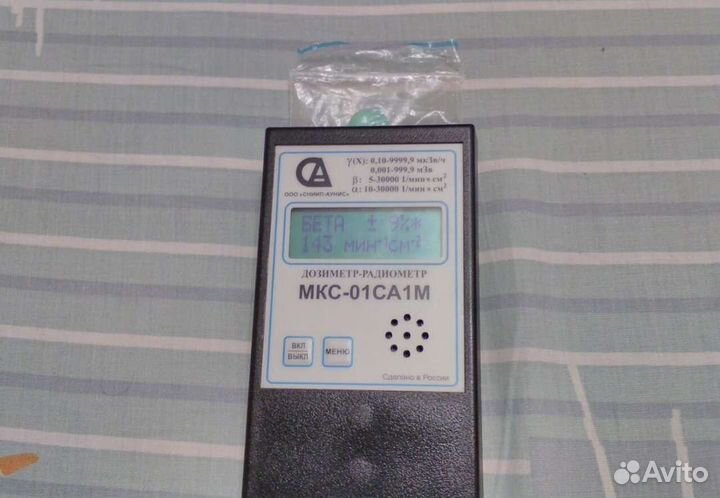 γ(X): 0,10-9999,9 мкЗв/ч
0,001-999,9 мЗв
β: 5-30000 1/мин∘см²
α: 10-30000 1/мин∘см²
ООО «СНИИП-АУНИС»
БЕТА ± 9%*
143 мин⁻¹см⁻²
ДОЗИМЕТР-РАДИОМЕТР
МКС-01СА1М
ВКЛ
ВЫКЛ
МЕНЮ
Сделано в России
Avito